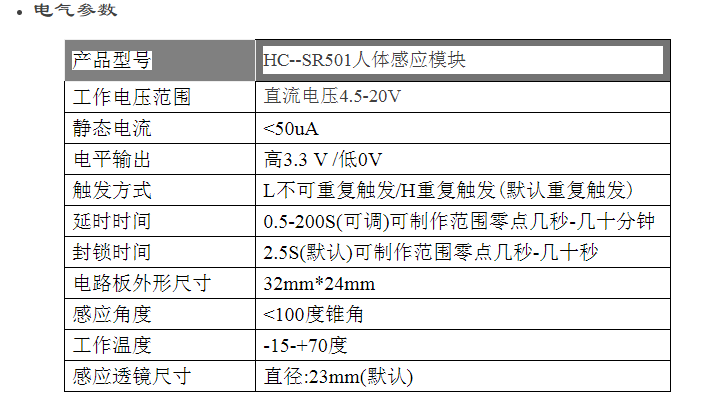 • 电气参数
产品型号 HC--SR501人体感应模块
工作电压范围 直流电压4.5-20V
静态电流 <50uA
电平输出 高3.3 V /低0V
触发方式 L不可重复触发/H重复触发(默认重复触发)
延时时间 0.5-200S(可调)可制作范围零点几秒-几十分钟
封锁时间 2.5S(默认)可制作范围零点几秒-几十秒
电路板外形尺寸 32mm*24mm
感应角度 <100度锥角
工作温度 -15-+70度
感应透镜尺寸 直径:23mm(默认)